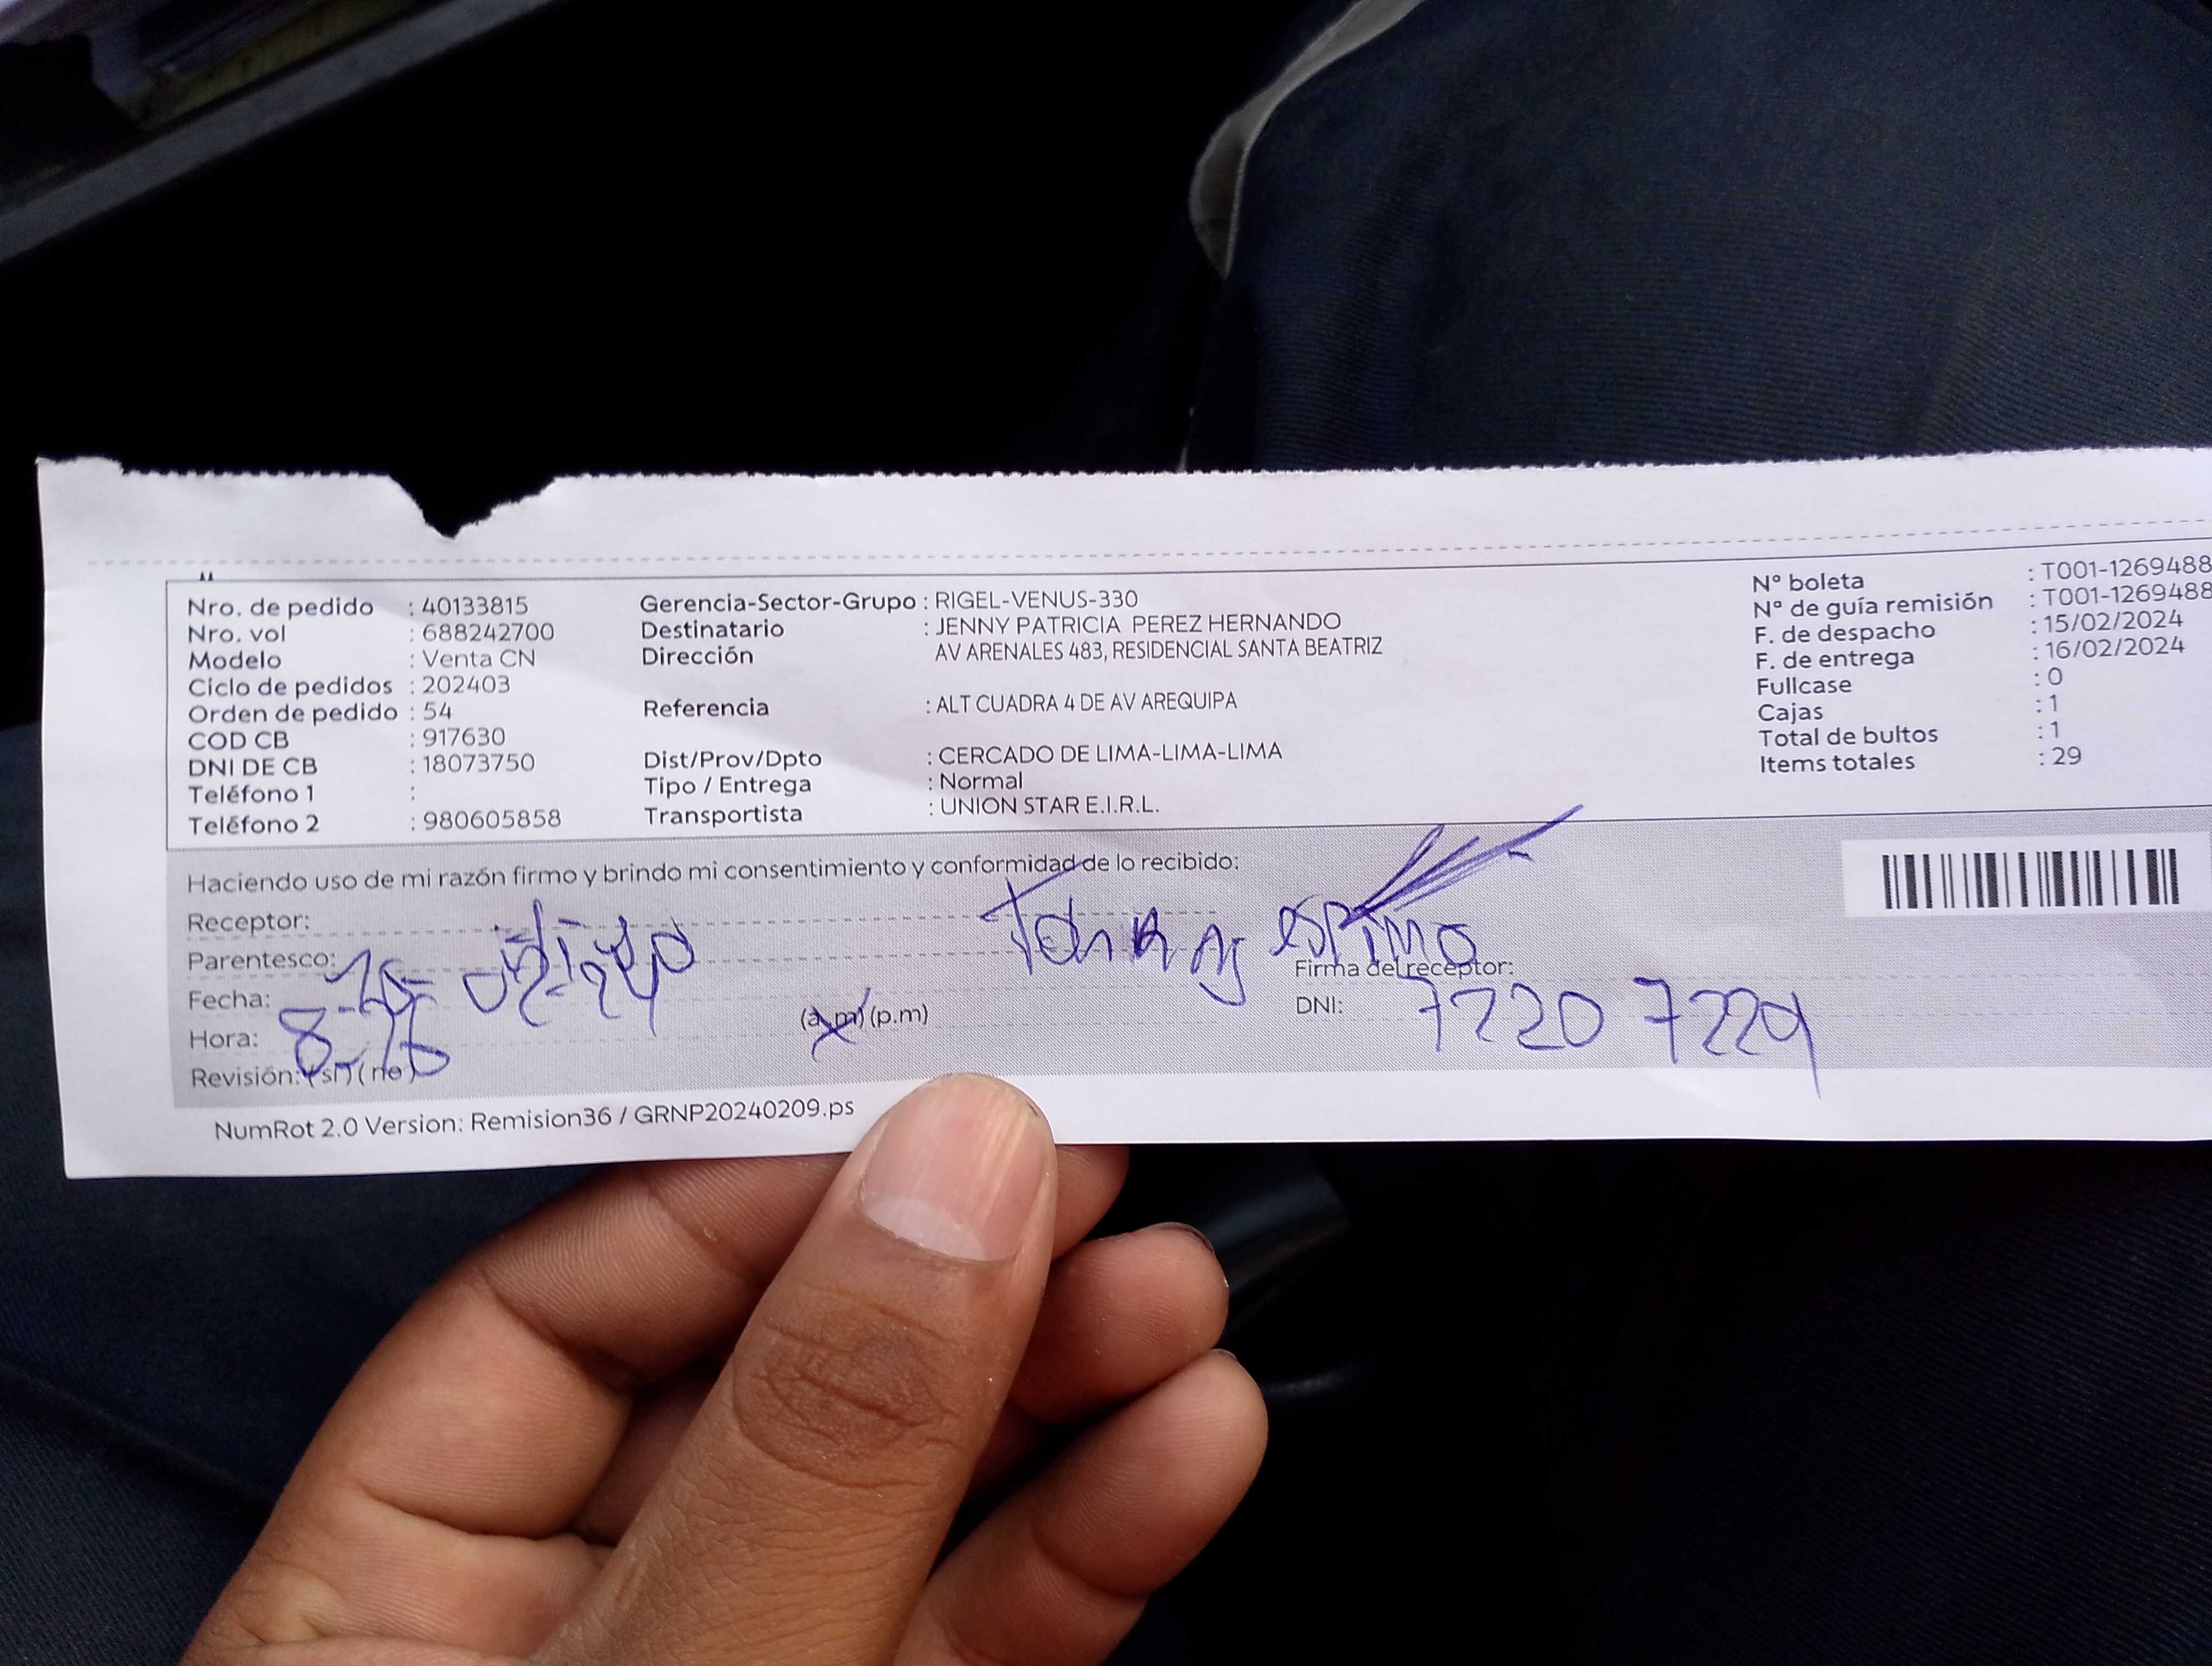 Nro. de pedido : 40133815
Nro. vol : 688242700
Modelo : Venta CN
Ciclo de pedidos : 202403
Orden de pedido : 54
COD CB : 917630
DNI DE CB : 18073750
Teléfono 1 :
Teléfono 2 : 980605858
Gerencia-Sector-Grupo : RIGEL-VENUS-330
Destinatario : JENNY PATRICIA PEREZ HERNANDO
Dirección AV ARENALES 483, RESIDENCIAL SANTA BEATRIZ
Referencia : ALT CUADRA 4 DE AV AREQUIPA
Dist/Prov/Dpto : CERCADO DE LIMA-LIMA-LIMA
Tipo / Entrega : Normal
Transportista : UNION STAR E.I.R.L.
N° boleta : T001-1269488
N° de guía remisión : T001-1269488
F. de despacho : 15/02/2024
F. de entrega : 16/02/2024
Fullcase : 0
Cajas : 1
Total de bultos : 1
Items totales : 29
Haciendo uso de mi razón firmo y brindo mi consentimiento y conformidad de lo recibido:
Receptor:
Parentesco:
Fecha:
Hora: (a.m) (p.m)
Revisión: (si) (no)
espino
Firma del receptor:
DNI: 7220 7229
NumRot 2.0 Version: Remision36 / GRNP20240209.ps